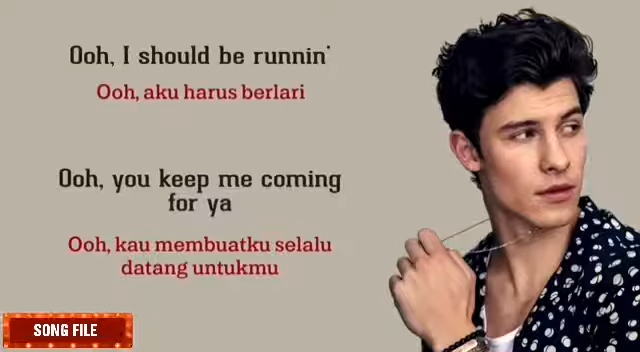 Ooh, I should be runnin'
Ooh, aku harus berlari
Ooh, you keep me coming
for ya
Ooh, kau membuatku selalu
datang untukmu
SONG FILE